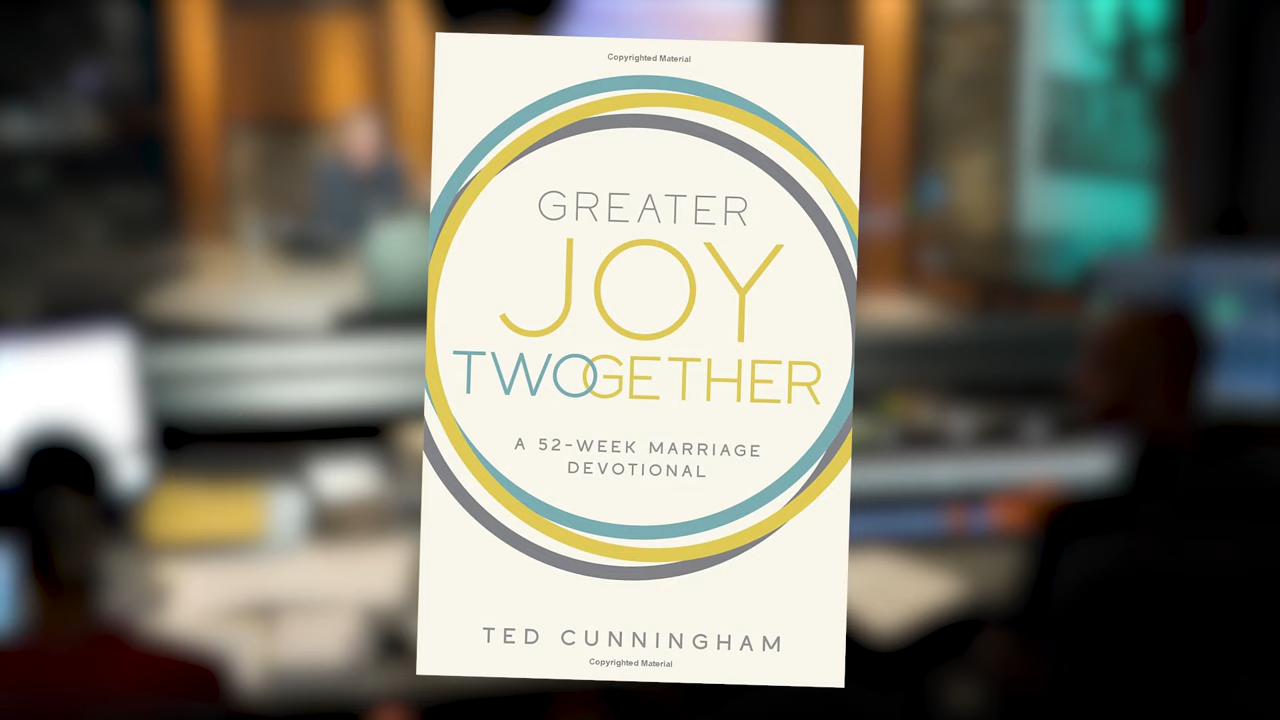 Copyrighted Material
GREATER
JOY
TWOGETHER
A 52-WEEK MARRIAGE
DEVOTIONAL
TED CUNNINGHAM
Copyrighted Material